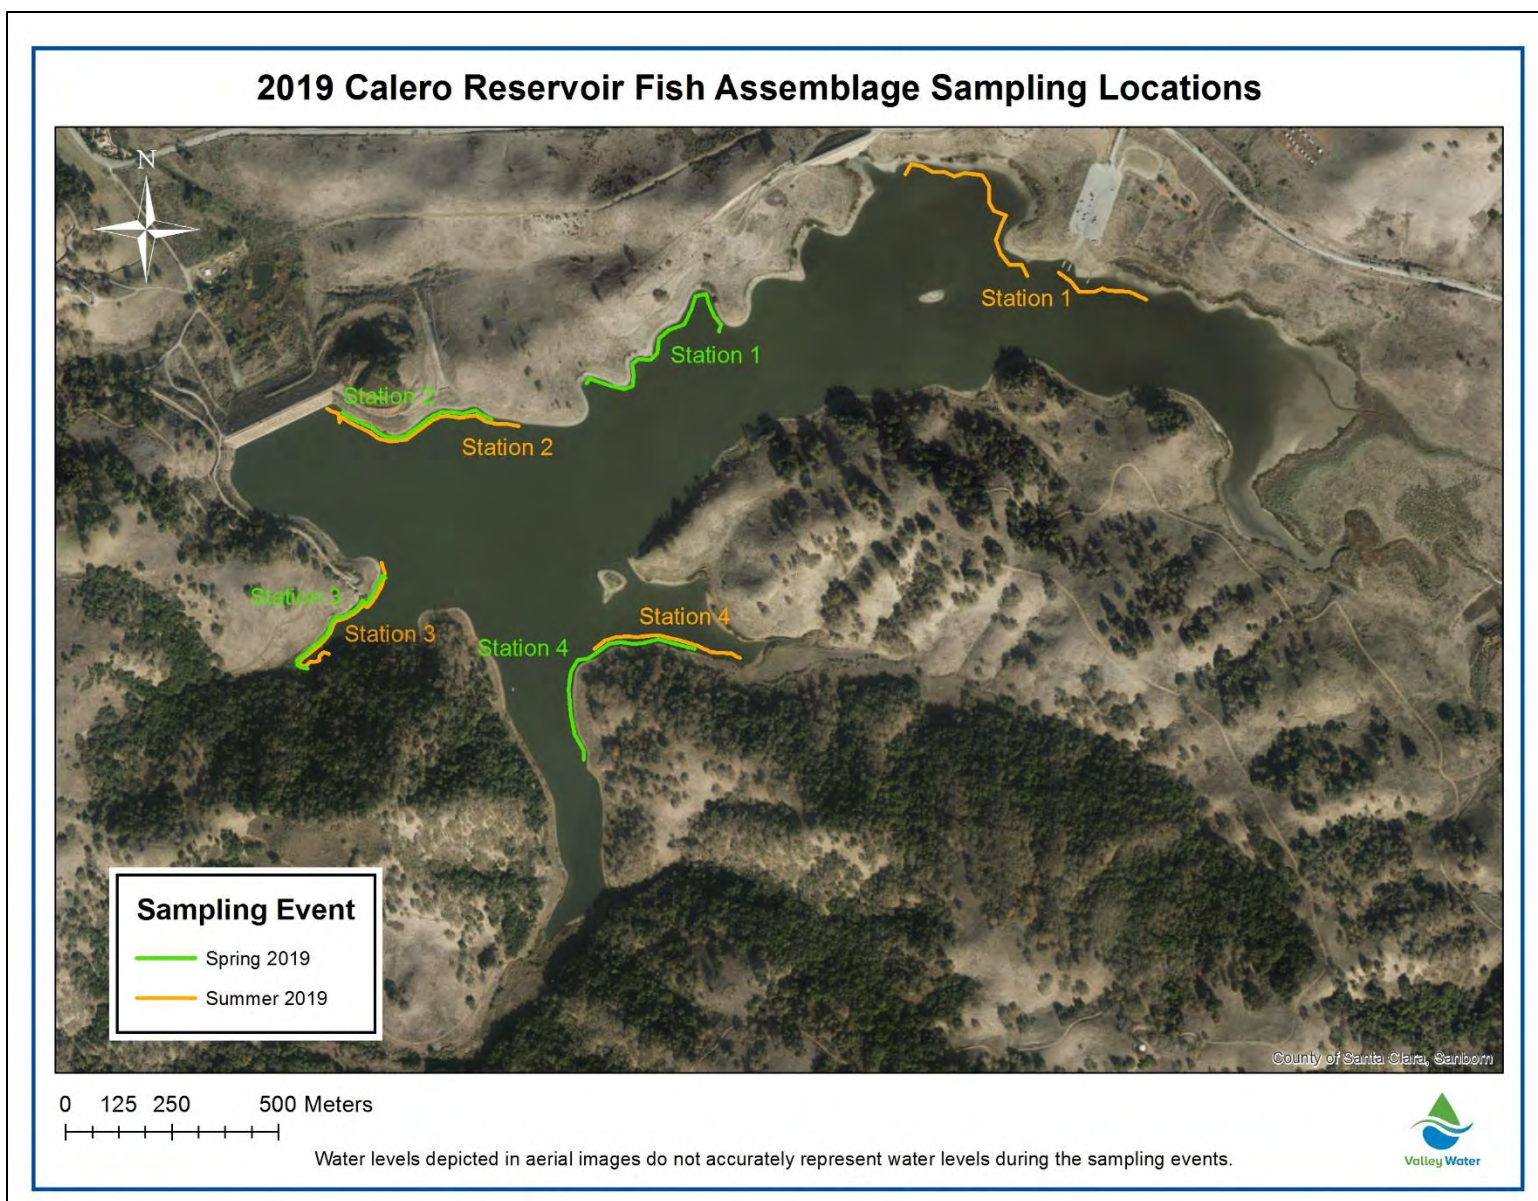 2019 Calero Reservoir Fish Assemblage Sampling Locations
N
Station 1
Station 1
Station 2
Station 2
Station 3
Station 3
Station 4
Station 4
Sampling Event
Spring 2019
Summer 2019
County of Santa Clara, Sanborn
0 125 250 500 Meters
Water levels depicted in aerial images do not accurately represent water levels during the sampling events.
Valley Water